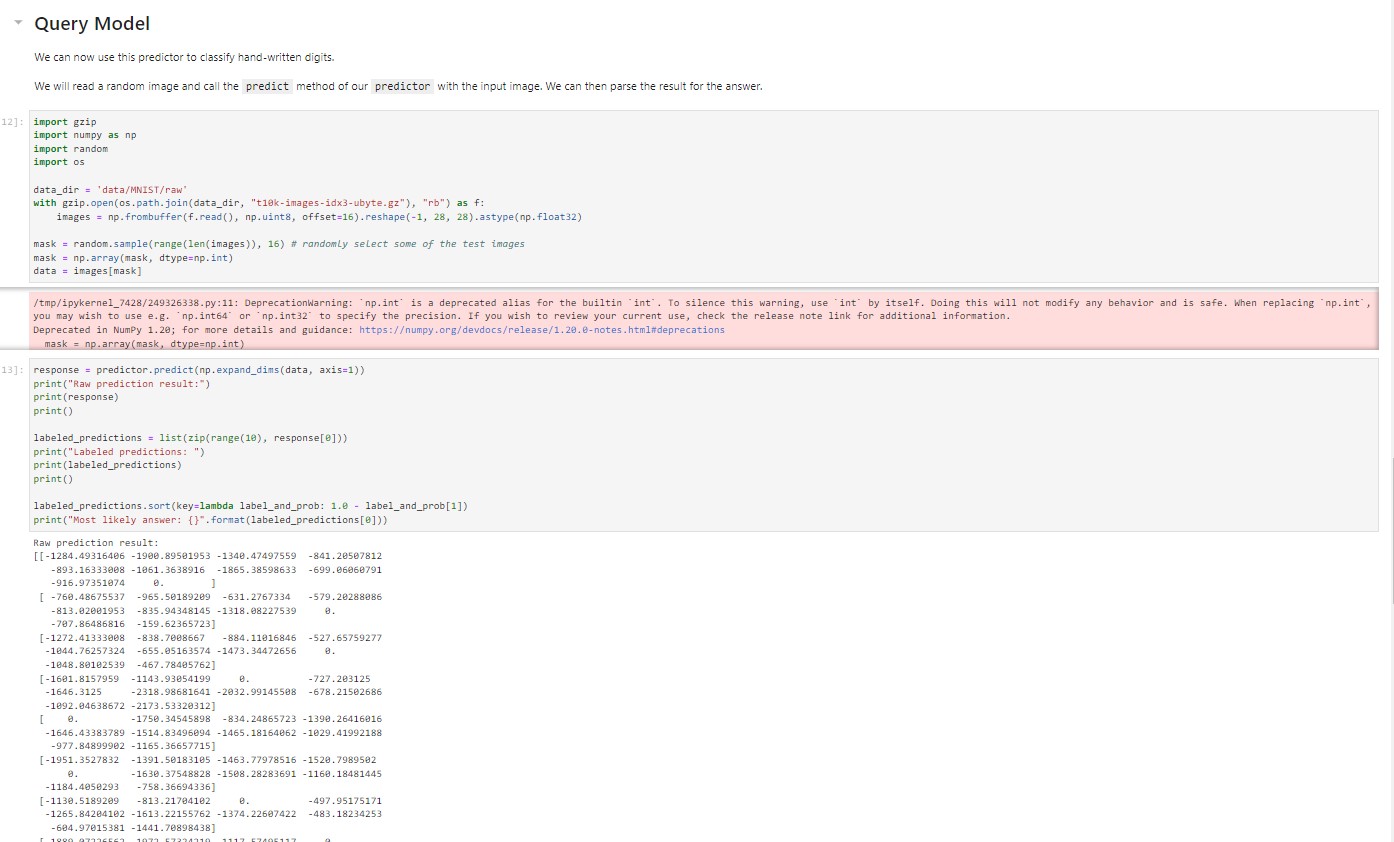 Query Model
We can now use this predictor to classify hand-written digits.
We will read a random image and call the predict method of our predictor with the input image. We can then parse the result for the answer.
12]:
import gzip
import numpy as np
import random
import os
data_dir = 'data/MNIST/raw'
with gzip.open(os.path.join(data_dir, "t10k-images-idx3-ubyte.gz"), "rb") as f:
    images = np.frombuffer(f.read(), np.uint8, offset=16).reshape(-1, 28, 28).astype(np.float32)
mask = random.sample(range(len(images)), 16) # randomly select some of the test images
mask = np.array(mask, dtype=np.int)
data = images[mask]
/tmp/ipykernel_7428/249326338.py:11: DeprecationWarning: `np.int` is a deprecated alias for the builtin `int`. To silence this warning, use `int` by itself. Doing this will not modify any behavior and is safe. When replacing `np.int`,
you may wish to use e.g. `np.int64` or `np.int32` to specify the precision. If you wish to review your current use, check the release note link for additional information.
Deprecated in NumPy 1.20; for more details and guidance: https://numpy.org/devdocs/release/1.20.0-notes.html#deprecations
  mask = np.array(mask, dtype=np.int)
13]:
response = predictor.predict(np.expand_dims(data, axis=1))
print("Raw prediction result:")
print(response)
print()
labeled_predictions = list(zip(range(10), response[0]))
print("Labeled predictions: ")
print(labeled_predictions)
print()
labeled_predictions.sort(key=lambda label_and_prob: 1.0 - label_and_prob[1])
print("Most likely answer: {}".format(labeled_predictions[0]))
Raw prediction result:
[[-1284.49316406 -1900.89501953 -1340.47497559  -841.20507812
   -893.16333008 -1061.3638916  -1865.38598633  -699.06060791
   -916.97351074     0.        ]
 [ -760.48675537  -965.50189209  -631.2767334   -579.20288086
   -813.02001953  -835.94348145 -1318.08227539     0.
   -707.86486816  -159.62365723]
 [-1272.41333008  -838.7008667   -884.11016846  -527.65759277
  -1044.76257324  -655.05163574 -1473.34472656     0.
  -1048.80102539  -467.78405762]
 [-1601.8157959  -1143.93054199     0.          -727.203125
  -1646.3125     -2318.98681641 -2032.99145508  -678.21502686
  -1092.04638672 -2173.53320312]
 [    0.         -1750.34545898  -834.24865723 -1390.26416016
  -1646.43383789 -1514.83496094 -1465.18164062 -1029.41992188
   -977.84899902 -1165.36657715]
 [-1951.3527832  -1391.50183105 -1463.77978516 -1520.7989502
      0.         -1630.37548828 -1508.28283691 -1160.18481445
  -1184.4050293   -758.36694336]
 [-1130.5189209   -813.21704102     0.          -497.95175171
  -1265.84204102 -1613.22155762 -1374.22607422  -483.18234253
   -604.97015381 -1441.70898438]